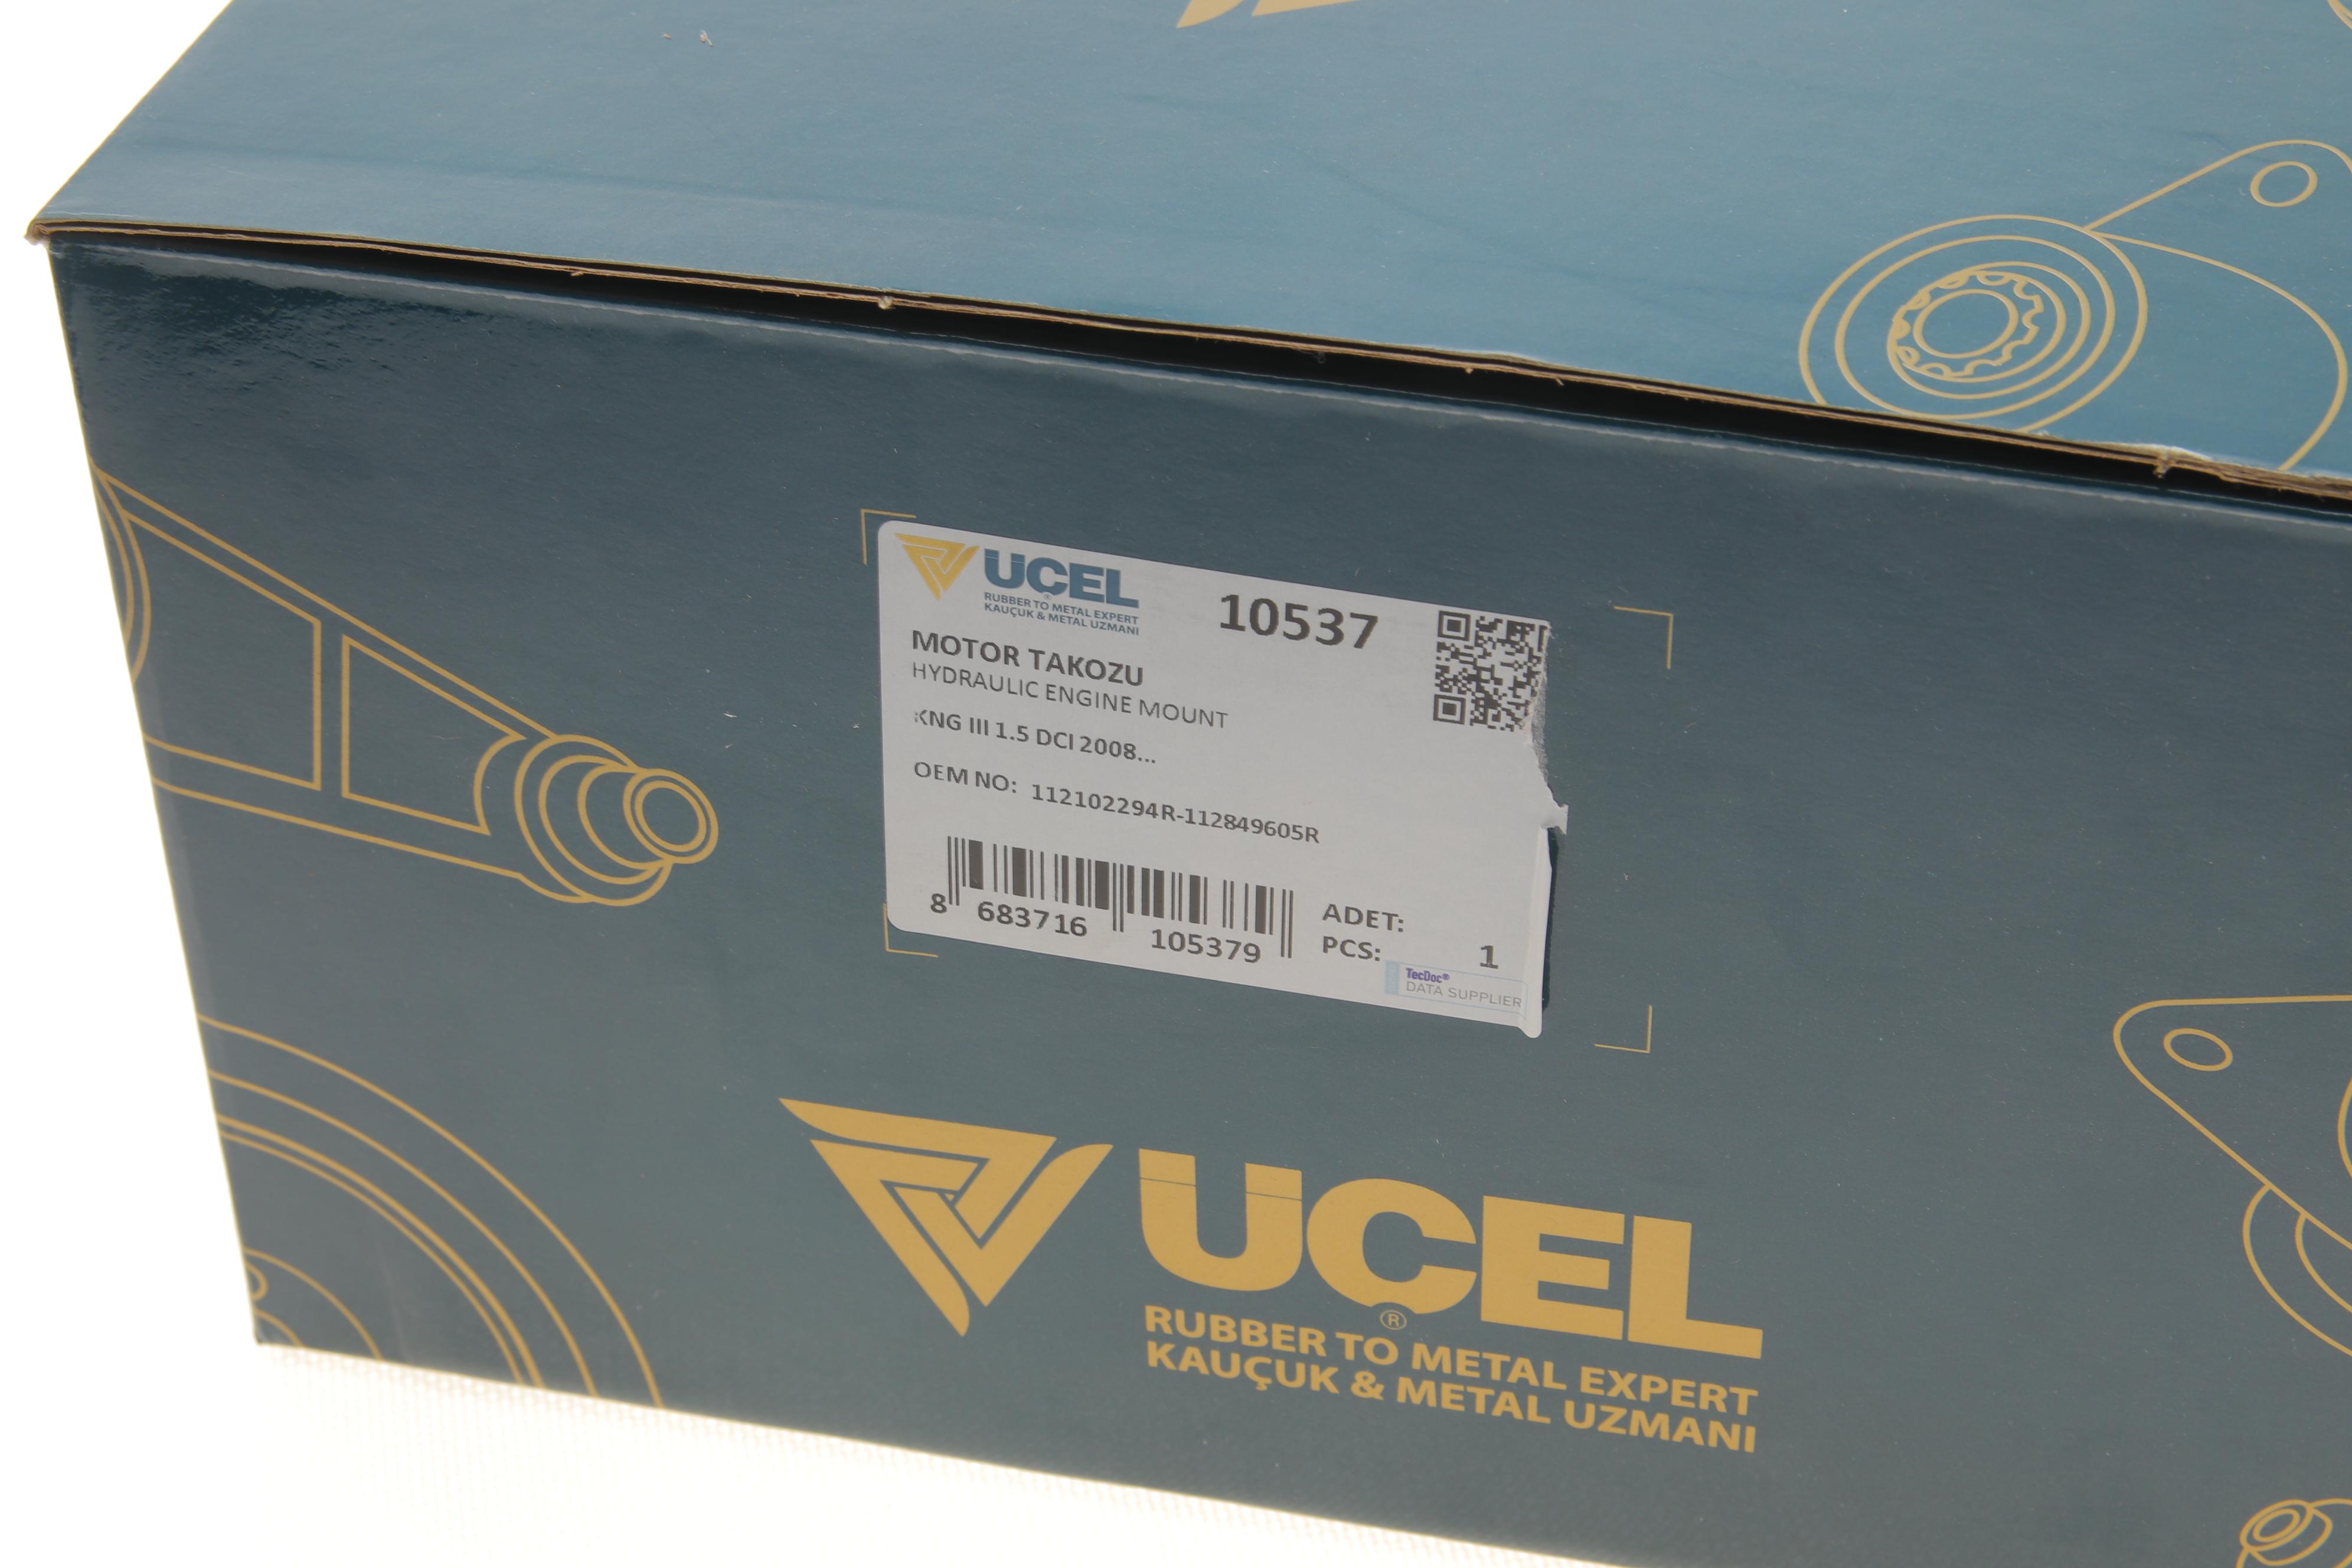 UÇEL
RUBBER TO METAL EXPERT
KAUÇUK & METAL UZMANI
10537
MOTOR TAKOZU
HYDRAULIC ENGINE MOUNT
KNG III 1.5 DCI 2008...
OEM NO: 112102294R-112849605R
8 683716 105379
ADET:
PCS: 1
TecDoc®
DATA SUPPLIER
UÇEL
®
RUBBER TO METAL EXPERT
KAUÇUK & METAL UZMANI